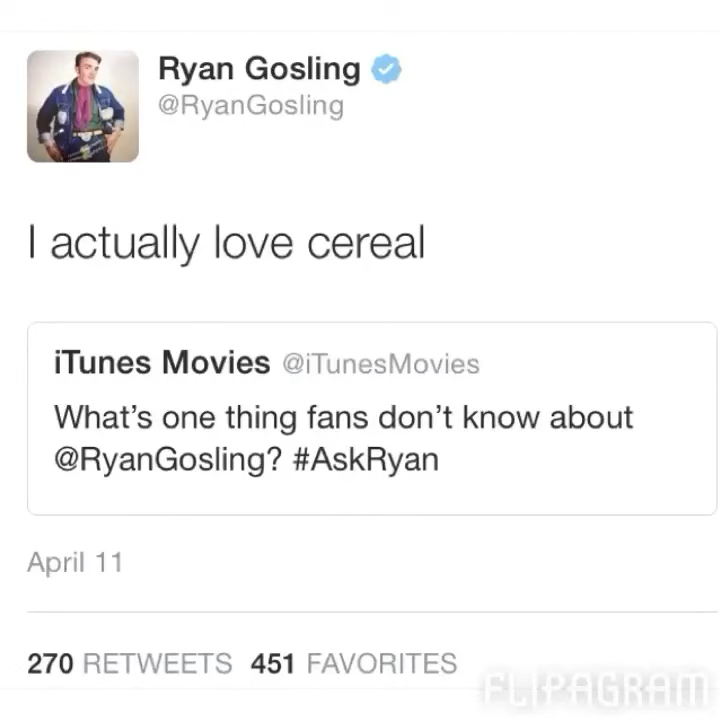 Ryan Gosling
@RyanGosling
I actually love cereal
iTunes Movies @iTunesMovies
What's one thing fans don't know about
@RyanGosling? #AskRyan
April 11
270 RETWEETS 451 FAVORITES
FLIPAGRAM